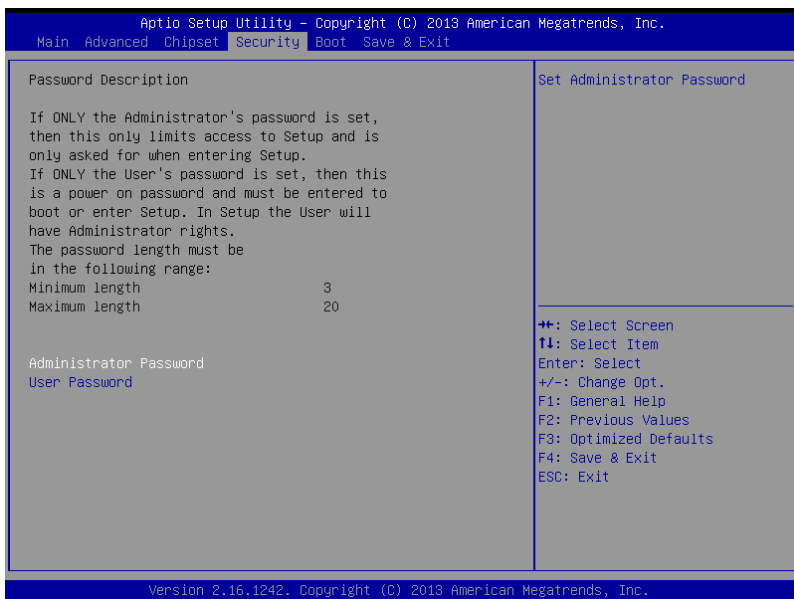 Aptio Setup Utility – Copyright (C) 2013 American Megatrends, Inc.
Main Advanced Chipset Security Boot Save & Exit
Password Description
If ONLY the Administrator's password is set,
then this only limits access to Setup and is
only asked for when entering Setup.
If ONLY the User's password is set, then this
is a power on password and must be entered to
boot or enter Setup. In Setup the User will
have Administrator rights.
The password length must be
in the following range:
Minimum length 3
Maximum length 20
Administrator Password
User Password
Set Administrator Password
→←: Select Screen
↑↓: Select Item
Enter: Select
+/-: Change Opt.
F1: General Help
F2: Previous Values
F3: Optimized Defaults
F4: Save & Exit
ESC: Exit
Version 2.16.1242. Copyright (C) 2013 American Megatrends, Inc.